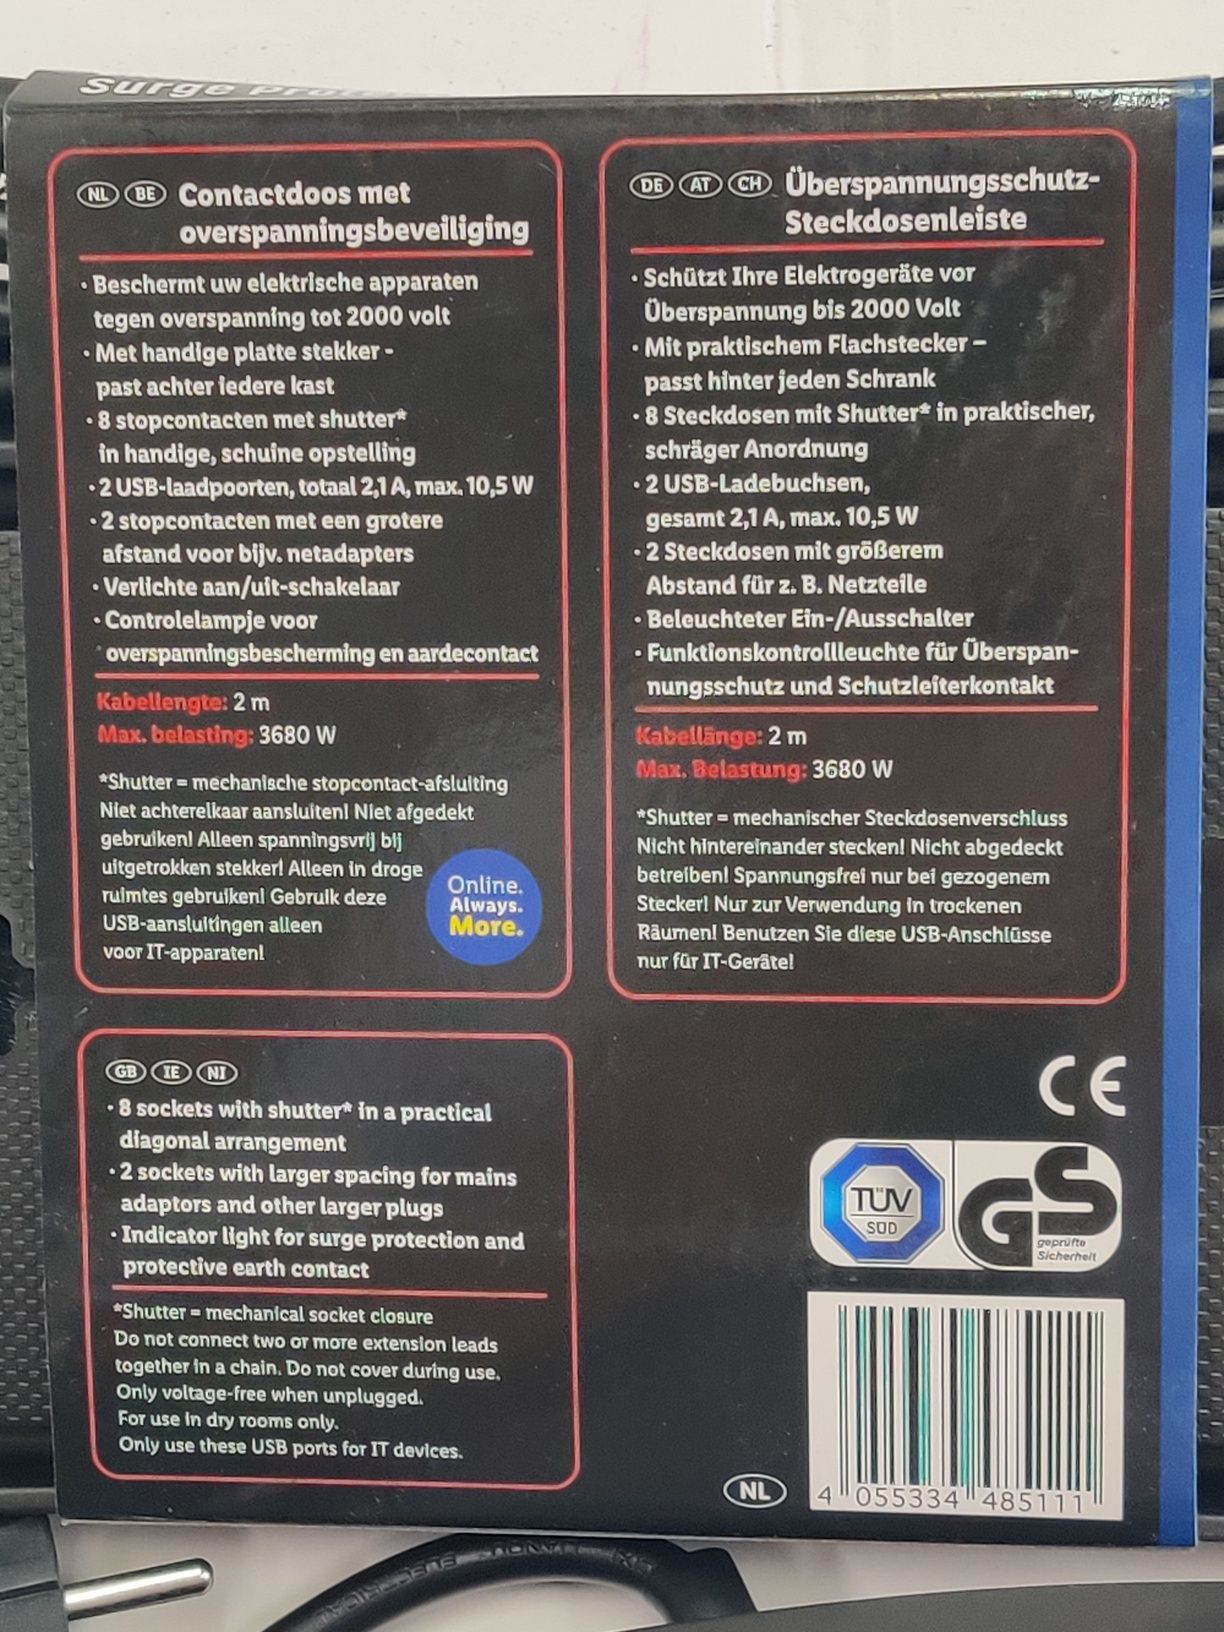 Surge
NL BE Contactdoos met
overspanningsbeveiliging
· Beschermt uw elektrische apparaten
tegen overspanning tot 2000 volt
· Met handige platte stekker -
past achter iedere kast
· 8 stopcontacten met shutter*
in handige, schuine opstelling
· 2 USB-laadpoorten, totaal 2,1 A, max. 10,5 W
· 2 stopcontacten met een grotere
afstand voor bijv. netadapters
· Verlichte aan/uit-schakelaar
· Controlelampje voor
overspanningsbescherming en aardecontact
Kabellengte: 2 m
Max. belasting: 3680 W
*Shutter = mechanische stopcontact-afsluiting
Niet achterelkaar aansluiten! Niet afgedekt
gebruiken! Alleen spanningsvrij bij
uitgetrokken stekker! Alleen in droge
ruimtes gebruiken! Gebruik deze
USB-aansluitingen alleen
voor IT-apparaten!
Online.
Always.
More.
DE AT CH Überspannungsschutz-
Steckdosenleiste
· Schützt Ihre Elektrogeräte vor
Überspannung bis 2000 Volt
· Mit praktischem Flachstecker –
passt hinter jeden Schrank
· 8 Steckdosen mit Shutter* in praktischer,
schräger Anordnung
· 2 USB-Ladebuchsen,
gesamt 2,1 A, max. 10,5 W
· 2 Steckdosen mit größerem
Abstand für z. B. Netzteile
· Beleuchteter Ein-/Ausschalter
· Funktionskontrollleuchte für Überspan-
nungsschutz und Schutzleiterkontakt
Kabellänge: 2 m
Max. Belastung: 3680 W
*Shutter = mechanischer Steckdosenverschluss
Nicht hintereinander stecken! Nicht abgedeckt
betreiben! Spannungsfrei nur bei gezogenem
Stecker! Nur zur Verwendung in trockenen
Räumen! Benutzen Sie diese USB-Anschlüsse
nur für IT-Geräte!
GB IE NI
· 8 sockets with shutter* in a practical
diagonal arrangement
· 2 sockets with larger spacing for mains
adaptors and other larger plugs
· Indicator light for surge protection and
protective earth contact
*Shutter = mechanical socket closure
Do not connect two or more extension leads
together in a chain. Do not cover during use.
Only voltage-free when unplugged.
For use in dry rooms only.
Only use these USB ports for IT devices.
CE
TÜV
SÜD
GS
geprüfte
Sicherheit
NL
4 055334 485111